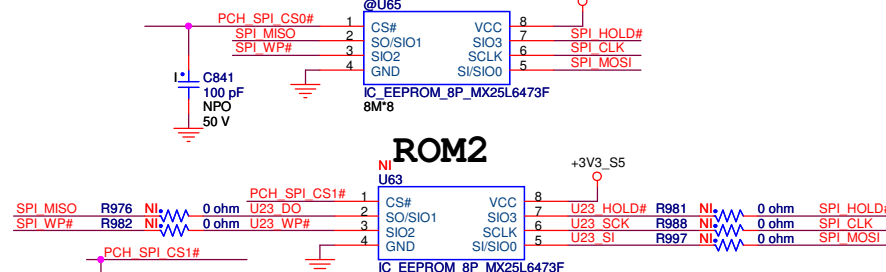 @U65
PCH_SPI_CS0# 1 CS# VCC 8
SPI_MISO 2 SO/SIO1 SIO3 7 SPI_HOLD#
SPI_WP# 3 SIO2 SCLK 6 SPI_CLK
4 GND SI/SIO0 5 SPI_MOSI
IC_EEPROM_8P_MX25L6473F
8M*8
C841
100 pF
NPO
50 V
ROM2
NI
U63
+3V3_S5
PCH_SPI_CS1# 1 CS# VCC 8
SPI_MISO R976 NI 0 ohm U23_DO 2 SO/SIO1 SIO3 7 U23_HOLD# R981 NI 0 ohm SPI_HOLD#
SPI_WP# R982 NI 0 ohm U23_WP# 3 SIO2 SCLK 6 U23_SCK R988 NI 0 ohm SPI_CLK
4 GND SI/SIO0 5 U23_SI R997 NI 0 ohm SPI_MOSI
PCH_SPI_CS1#
IC_EEPROM_8P_MX25L6473F